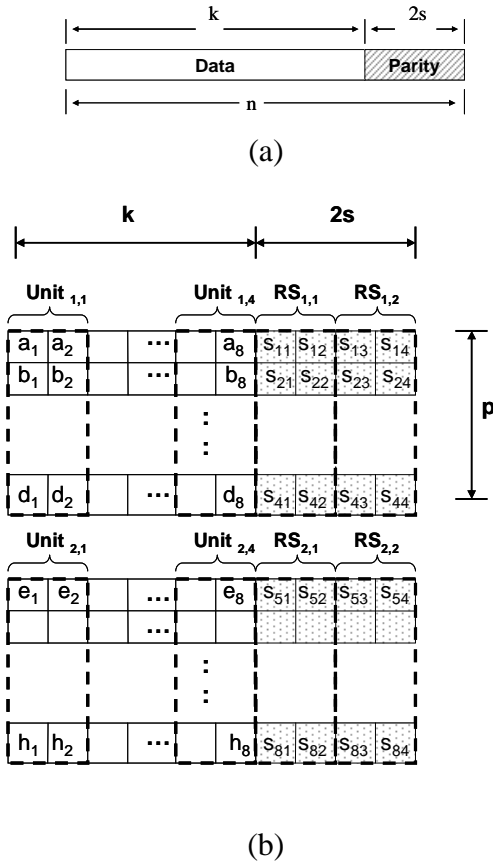 k 2s
Data Parity
n
(a)
k 2s
Unit 1,1 Unit 1,4 RS1,1 RS1,2
a1 a2 ... a8 s11 s12 s13 s14
b1 b2 ... b8 s21 s22 s23 s24
p
d1 d2 ... d8 s41 s42 s43 s44
Unit 2,1 Unit 2,4 RS2,1 RS2,2
e1 e2 ... e8 s51 s52 s53 s54
...
h1 h2 ... h8 s81 s82 s83 s84
(b)